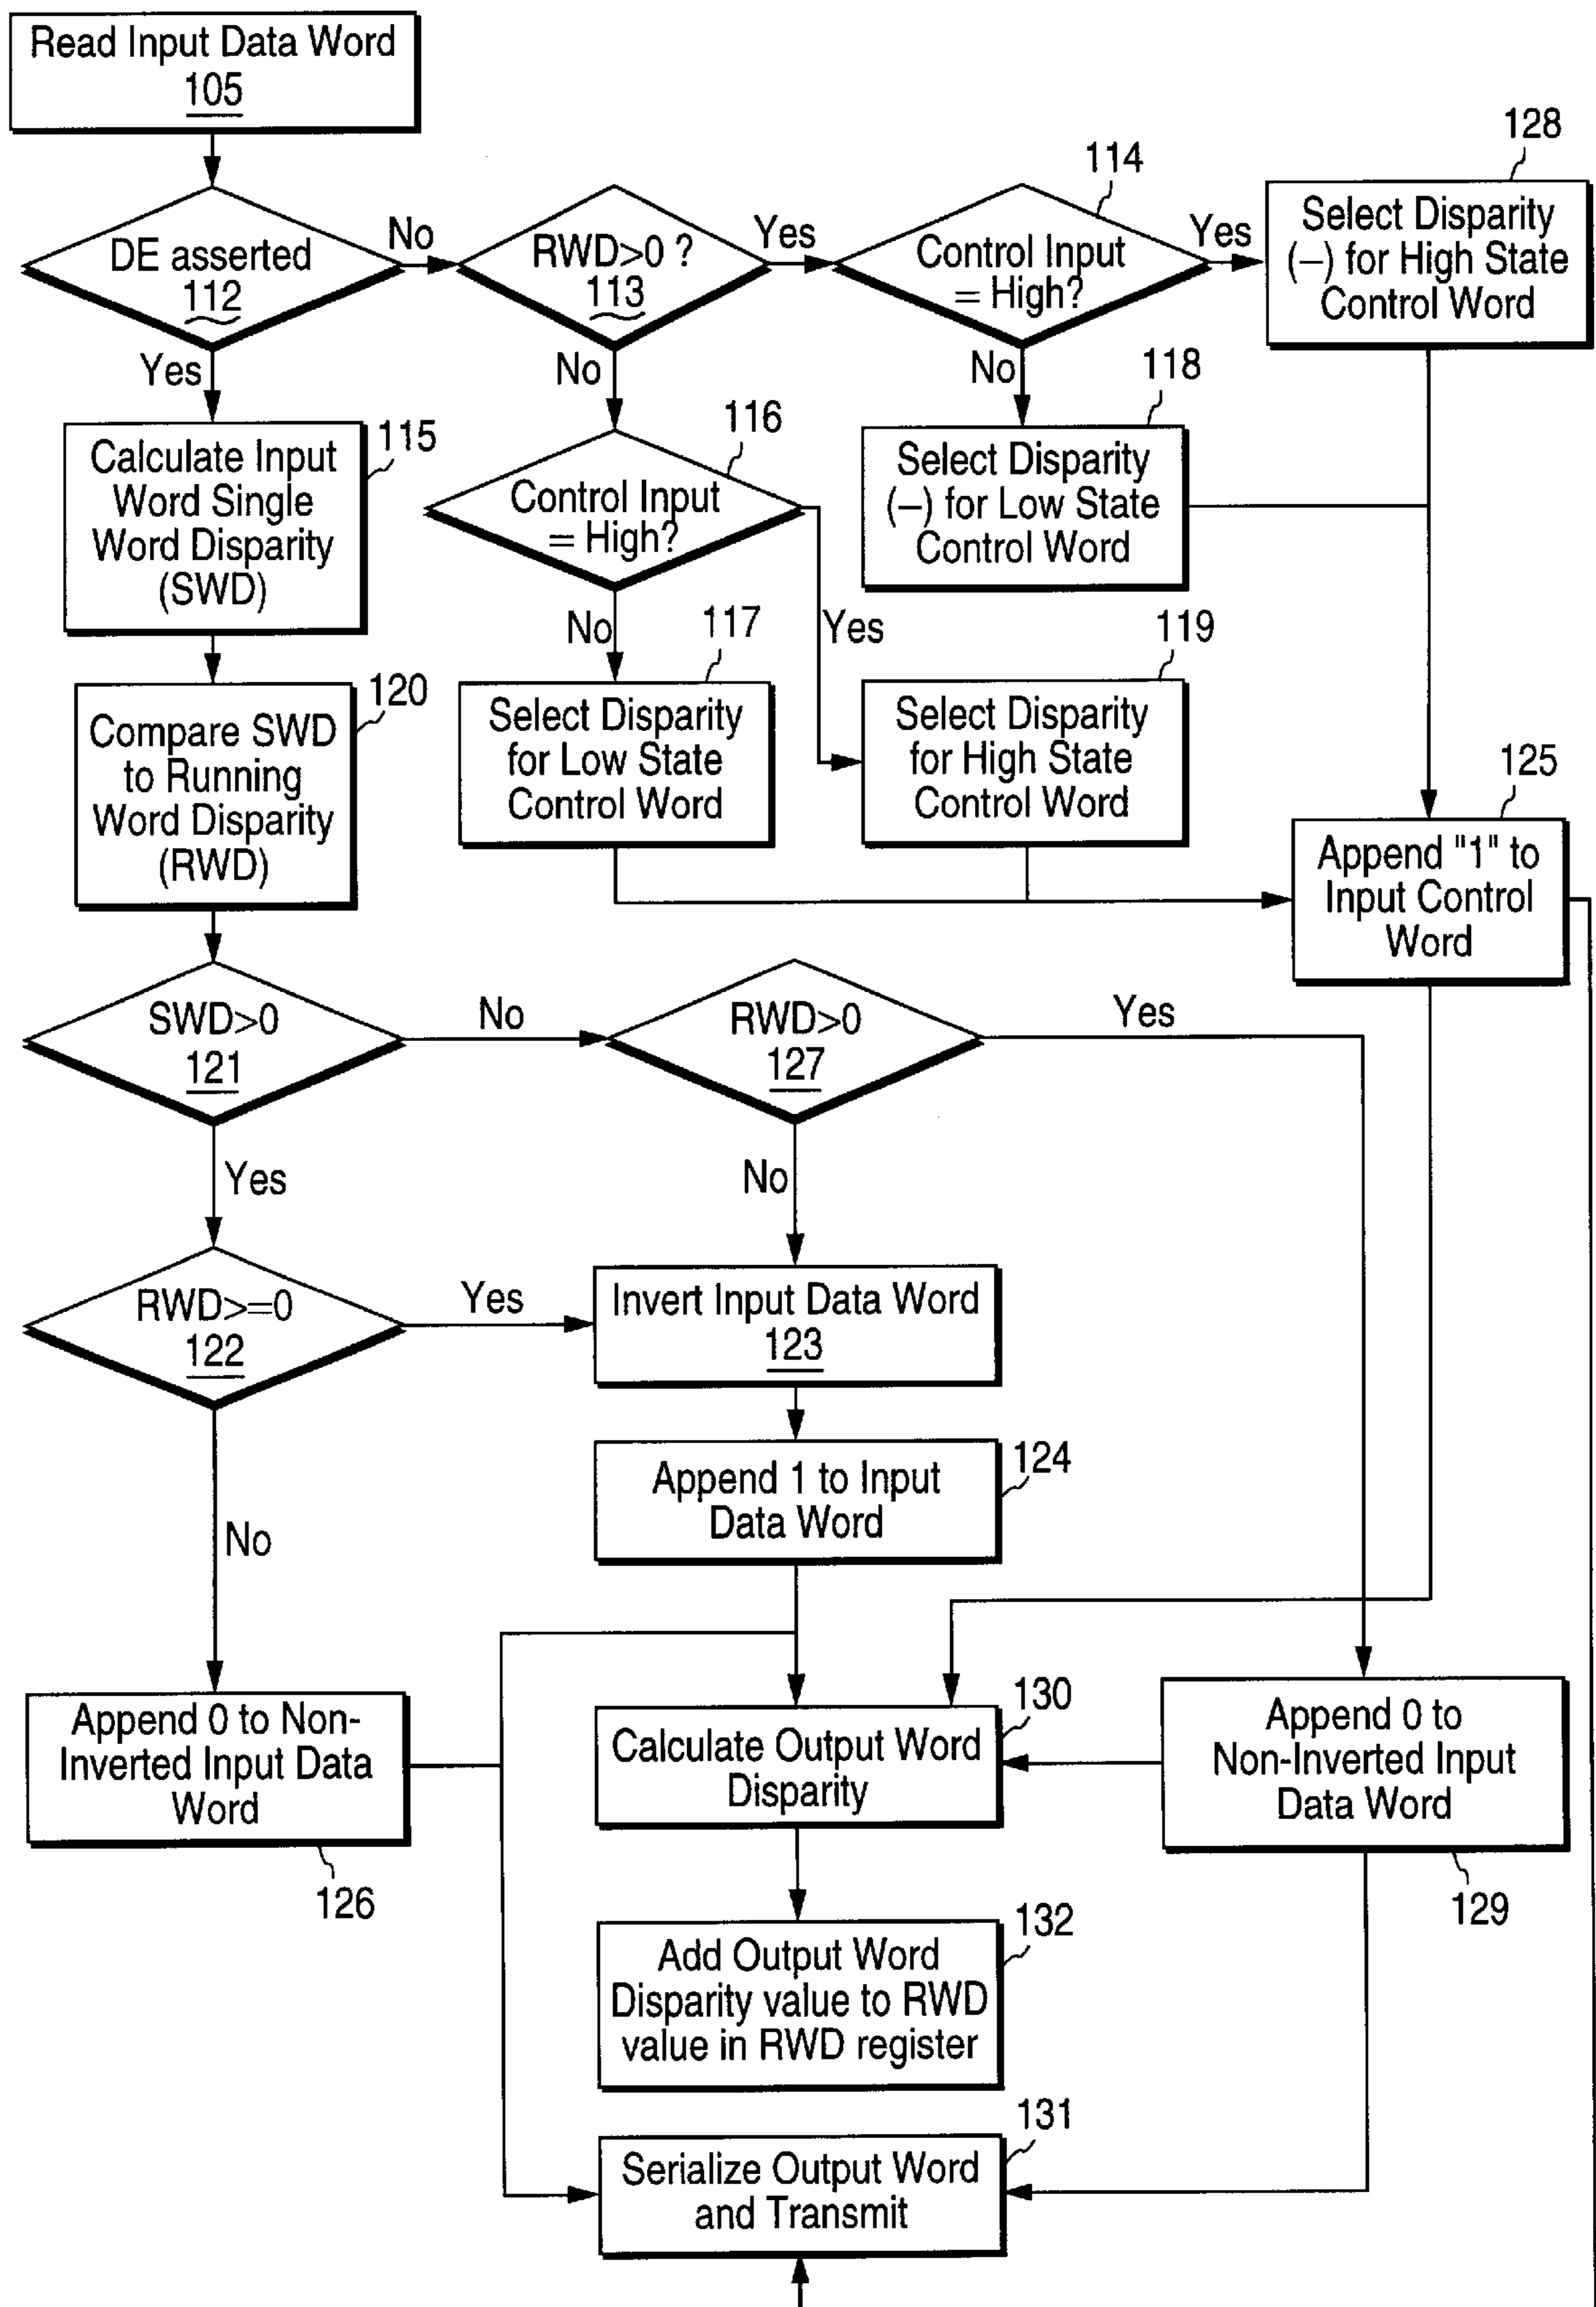 Read Input Data Word
105
DE asserted
112
No
Yes
RWD>0 ?
113
Yes
No
114
Control Input
= High?
Yes
No
128
Select Disparity
(–) for High State
Control Word
115
Calculate Input
Word Single
Word Disparity
(SWD)
116
Control Input
= High?
No
Yes
118
Select Disparity
(–) for Low State
Control Word
117
Select Disparity
for Low State
Control Word
119
Select Disparity
for High State
Control Word
120
Compare SWD
to Running
Word Disparity
(RWD)
125
Append "1" to
Input Control
Word
SWD>0
121
No
Yes
RWD>0
127
Yes
No
RWD>=0
122
Yes
No
Invert Input Data Word
123
124
Append 1 to Input
Data Word
Append 0 to Non-
Inverted Input Data
Word
126
130
Calculate Output Word
Disparity
Append 0 to
Non-Inverted Input
Data Word
129
132
Add Output Word
Disparity value to RWD
value in RWD register
131
Serialize Output Word
and Transmit